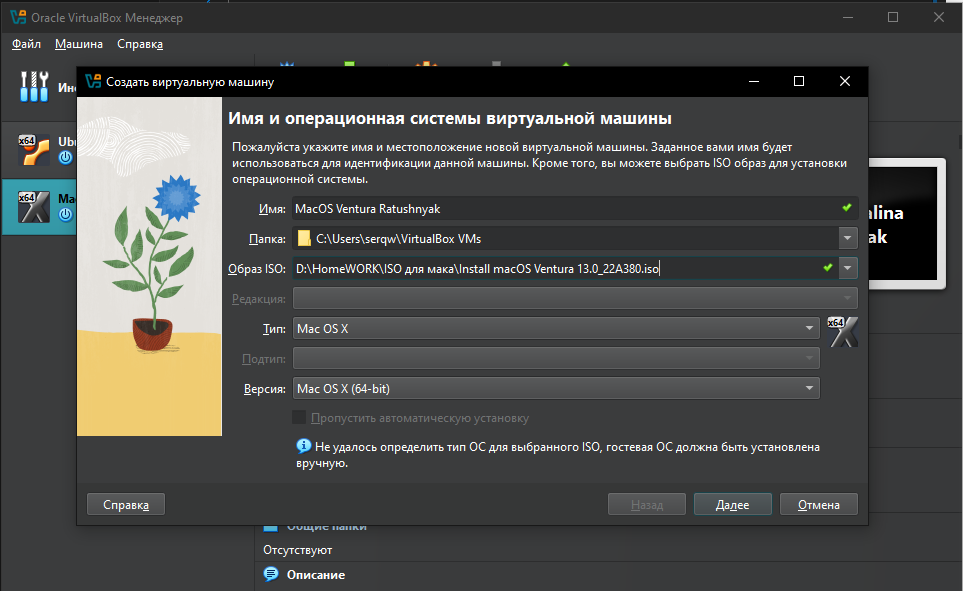 Oracle VirtualBox Менеджер
Файл Машина Справка
Создать виртуальную машину
Имя и операционная системы виртуальной машины
Пожалуйста укажите имя и местоположение новой виртуальной машины. Заданное вами имя будет
использоваться для идентификации данной машины. Кроме того, вы можете выбрать ISO образ для установки
операционной системы.
Имя: MacOS Ventura Ratushnyak
Папка: C:\Users\serqw\VirtualBox VMs
Образ ISO: D:\HomeWORK\ISO для мака\Install macOS Ventura 13.0_22A380.iso
Редакция:
Тип: Mac OS X
x64
Подтип:
Версия: Mac OS X (64-bit)
Пропустить автоматическую установку
Не удалось определить тип ОС для выбранного ISO, гостевая ОС должна быть установлена
вручную.
Справка Назад Далее Отмена
Ин
x64 Ubu
x64 Ma
alina
ak
Общие папки
Отсутствуют
Описание